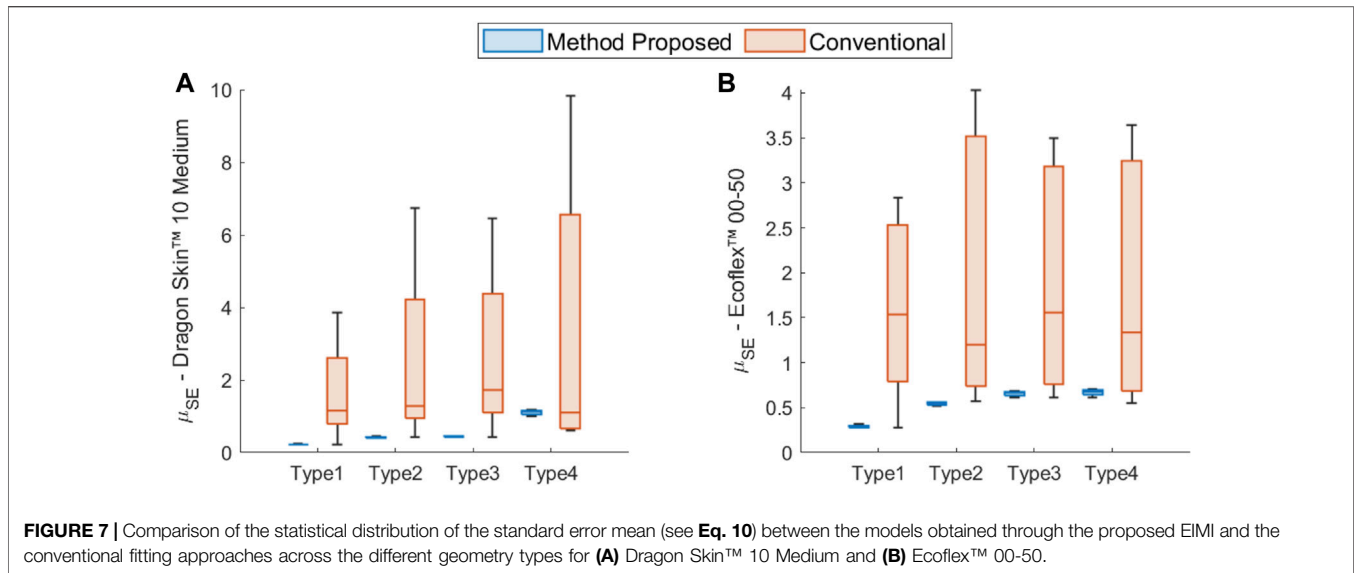 Method Proposed Conventional
A
μSE - Dragon Skin™ 10 Medium
10
8
6
4
2
0
Type1 Type2 Type3 Type4
B
μSE - Ecoflex™ 00-50
4
3.5
3
2.5
2
1.5
1
0.5
0
Type1 Type2 Type3 Type4
FIGURE 7 | Comparison of the statistical distribution of the standard error mean (see Eq. 10) between the models obtained through the proposed EIMI and the
conventional fitting approaches across the different geometry types for (A) Dragon Skin™ 10 Medium and (B) Ecoflex™ 00-50.